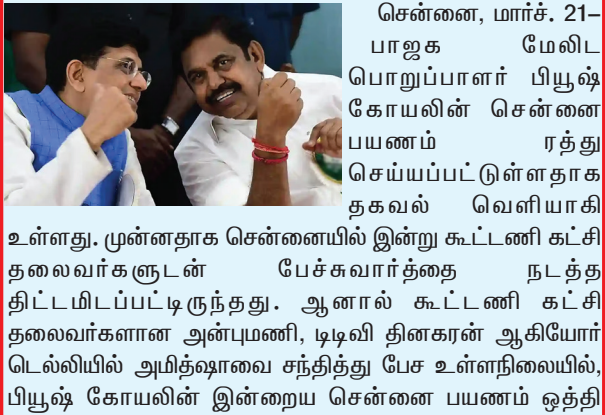 சென்னை, மார்ச். 21–
பாஜக மேலிட
பொறுப்பாளர் பியூஷ்
கோயலின் சென்னை
பயணம் ரத்து
செய்யப்பட்டுள்ளதாக
தகவல் வெளியாகி
உள்ளது. முன்னதாக சென்னையில் இன்று கூட்டணி கட்சி
தலைவர்களுடன் பேச்சுவார்த்தை நடத்த
திட்டமிடப்பட்டிருந்தது. ஆனால் கூட்டணி கட்சி
தலைவர்களான அன்புமணி, டிடிவி தினகரன் ஆகியோர்
டெல்லியில் அமித்ஷாவை சந்தித்து பேச உள்ளநிலையில்,
பியூஷ் கோயலின் இன்றைய சென்னை பயணம் ஒத்தி